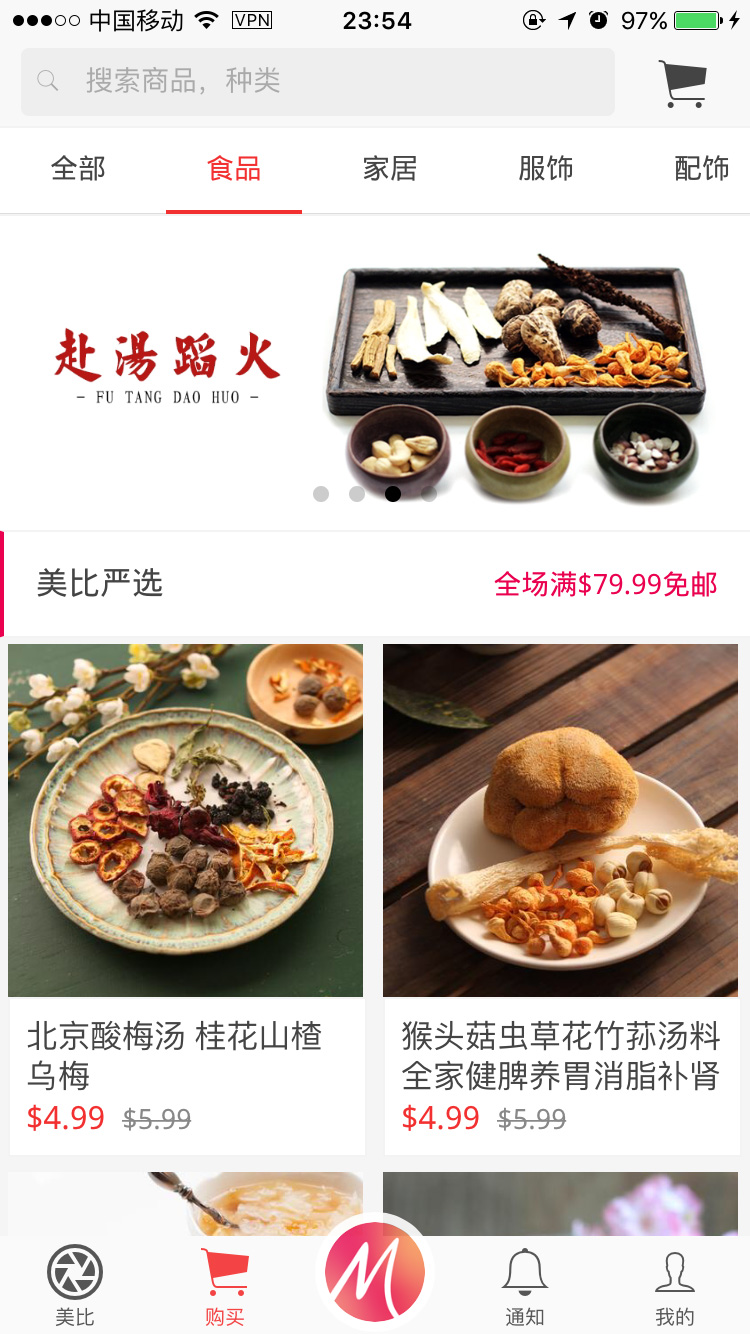 中国移动 VPN 23:54 97%
搜索商品，种类
全部 食品 家居 服饰 配饰
赴湯蹈火
- FU TANG DAO HUO -
美比严选 全场满$79.99免邮
北京酸梅汤 桂花山楂
乌梅
$4.99 $5.99
猴头菇虫草花竹荪汤料
全家健脾养胃消脂补肾
$4.99 $5.99
美比 购买 M 通知 我的